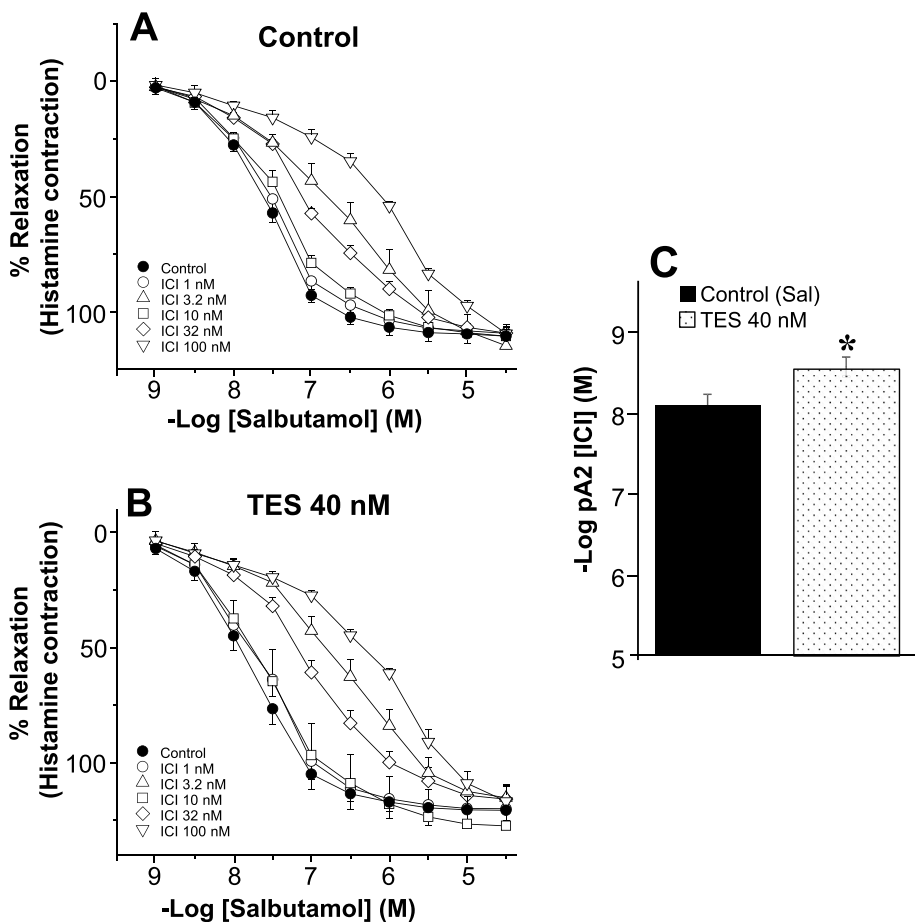 A
Control
0
50
100
% Relaxation
(Histamine contraction)
Control
ICI 1 nM
ICI 3.2 nM
ICI 10 nM
ICI 32 nM
ICI 100 nM
9 8 7 6 5
-Log [Salbutamol] (M)
B
TES 40 nM
0
50
100
% Relaxation
(Histamine contraction)
Control
ICI 1 nM
ICI 3.2 nM
ICI 10 nM
ICI 32 nM
ICI 100 nM
9 8 7 6 5
-Log [Salbutamol] (M)
C
Control (Sal)
TES 40 nM
9
8
7
6
5
-Log pA2 [ICI] (M)
*